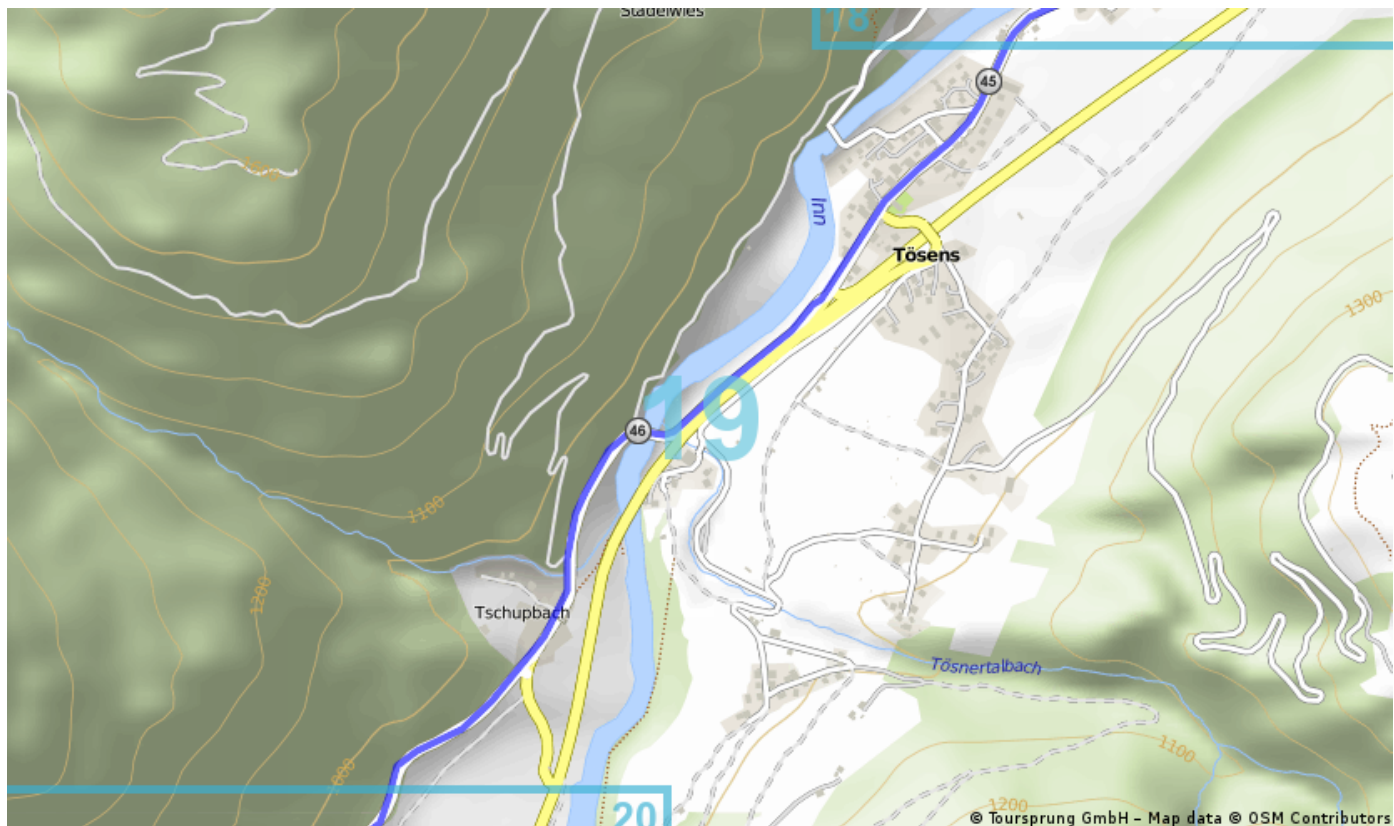 Stadelwies
18
45
Inn
Tösens
1300
19
46
1100
1200
Tschupbach
Tösnertalbach
1100
1200
20
© Toursprung GmbH – Map data © OSM Contributors